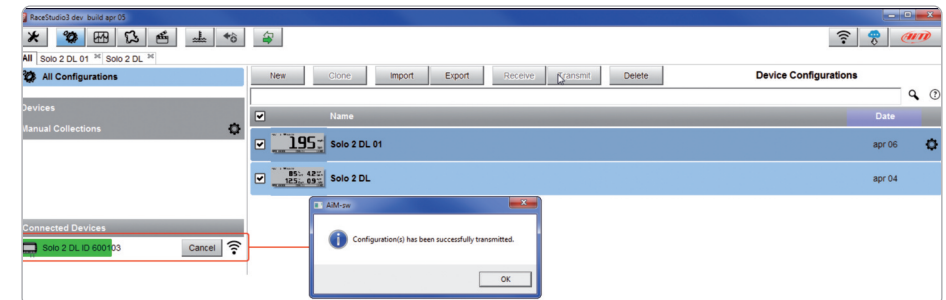 RaceStudio3 dev build apr 05
AiM
All Solo 2 DL 01 Solo 2 DL
All Configurations
New Clone Import Export Receive Transmit Delete Device Configurations
Devices
Name Date
Manual Collections
195 Solo 2 DL 01 apr 06
Solo 2 DL apr 04
AiM-sw
Configuration(s) has been successfully transmitted.
OK
Connected Devices
Solo 2 DL ID 600103 Cancel